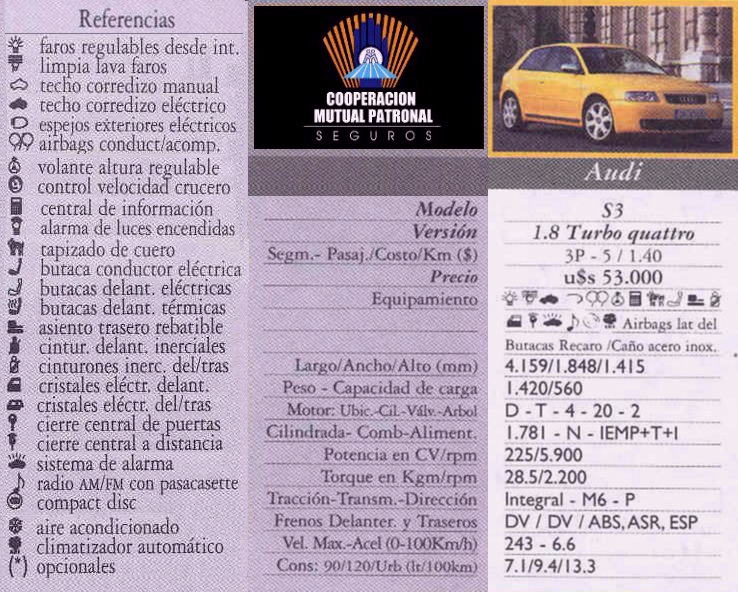 Referencias
faros regulables desde int.
limpia lava faros
techo corredizo manual
techo corredizo eléctrico
espejos exteriores eléctricos
airbags conduct/acomp.
volante altura regulable
control velocidad crucero
central de información
alarma de luces encendidas
tapizado de cuero
butaca conductor eléctrica
butacas delant. eléctricas
butacas delant. térmicas
asiento trasero rebatible
cintur. delant. inerciales
cinturones inerc. del/tras
cristales eléctr. delant.
cristales eléctr. del/tras
cierre central de puertas
cierre central a distancia
sistema de alarma
radio AM/FM con pasacasette
compact disc
aire acondicionado
climatizador automático
(*) opcionales
COOPERACION
MUTUAL PATRONAL
SEGUROS
Modelo
Versión
Segm.- Pasaj./Costo/Km ($)
Precio
Equipamiento
Largo/Ancho/Alto (mm)
Peso - Capacidad de carga
Motor: Ubic.-Cil.-Válv.-Arbol
Cilindrada- Comb-Aliment.
Potencia en CV/rpm
Torque en Kgm/rpm
Tracción-Transm.-Dirección
Frenos Delanter. y Traseros
Vel. Max.-Acel (0-100Km/h)
Cons: 90/120/Urb (lt/100km)
Audi
S3
1.8 Turbo quattro
3P - 5 / 1.40
u$s 53.000
Airbags lat del
Butacas Recaro /Caño acero inox.
4.159/1.848/1.415
1.420/560
D - T - 4 - 20 - 2
1.781 - N - IEMP+T+I
225/5.900
28.5/2.200
Integral - M6 - P
DV / DV / ABS, ASR, ESP
243 - 6.6
7.1/9.4/13.3